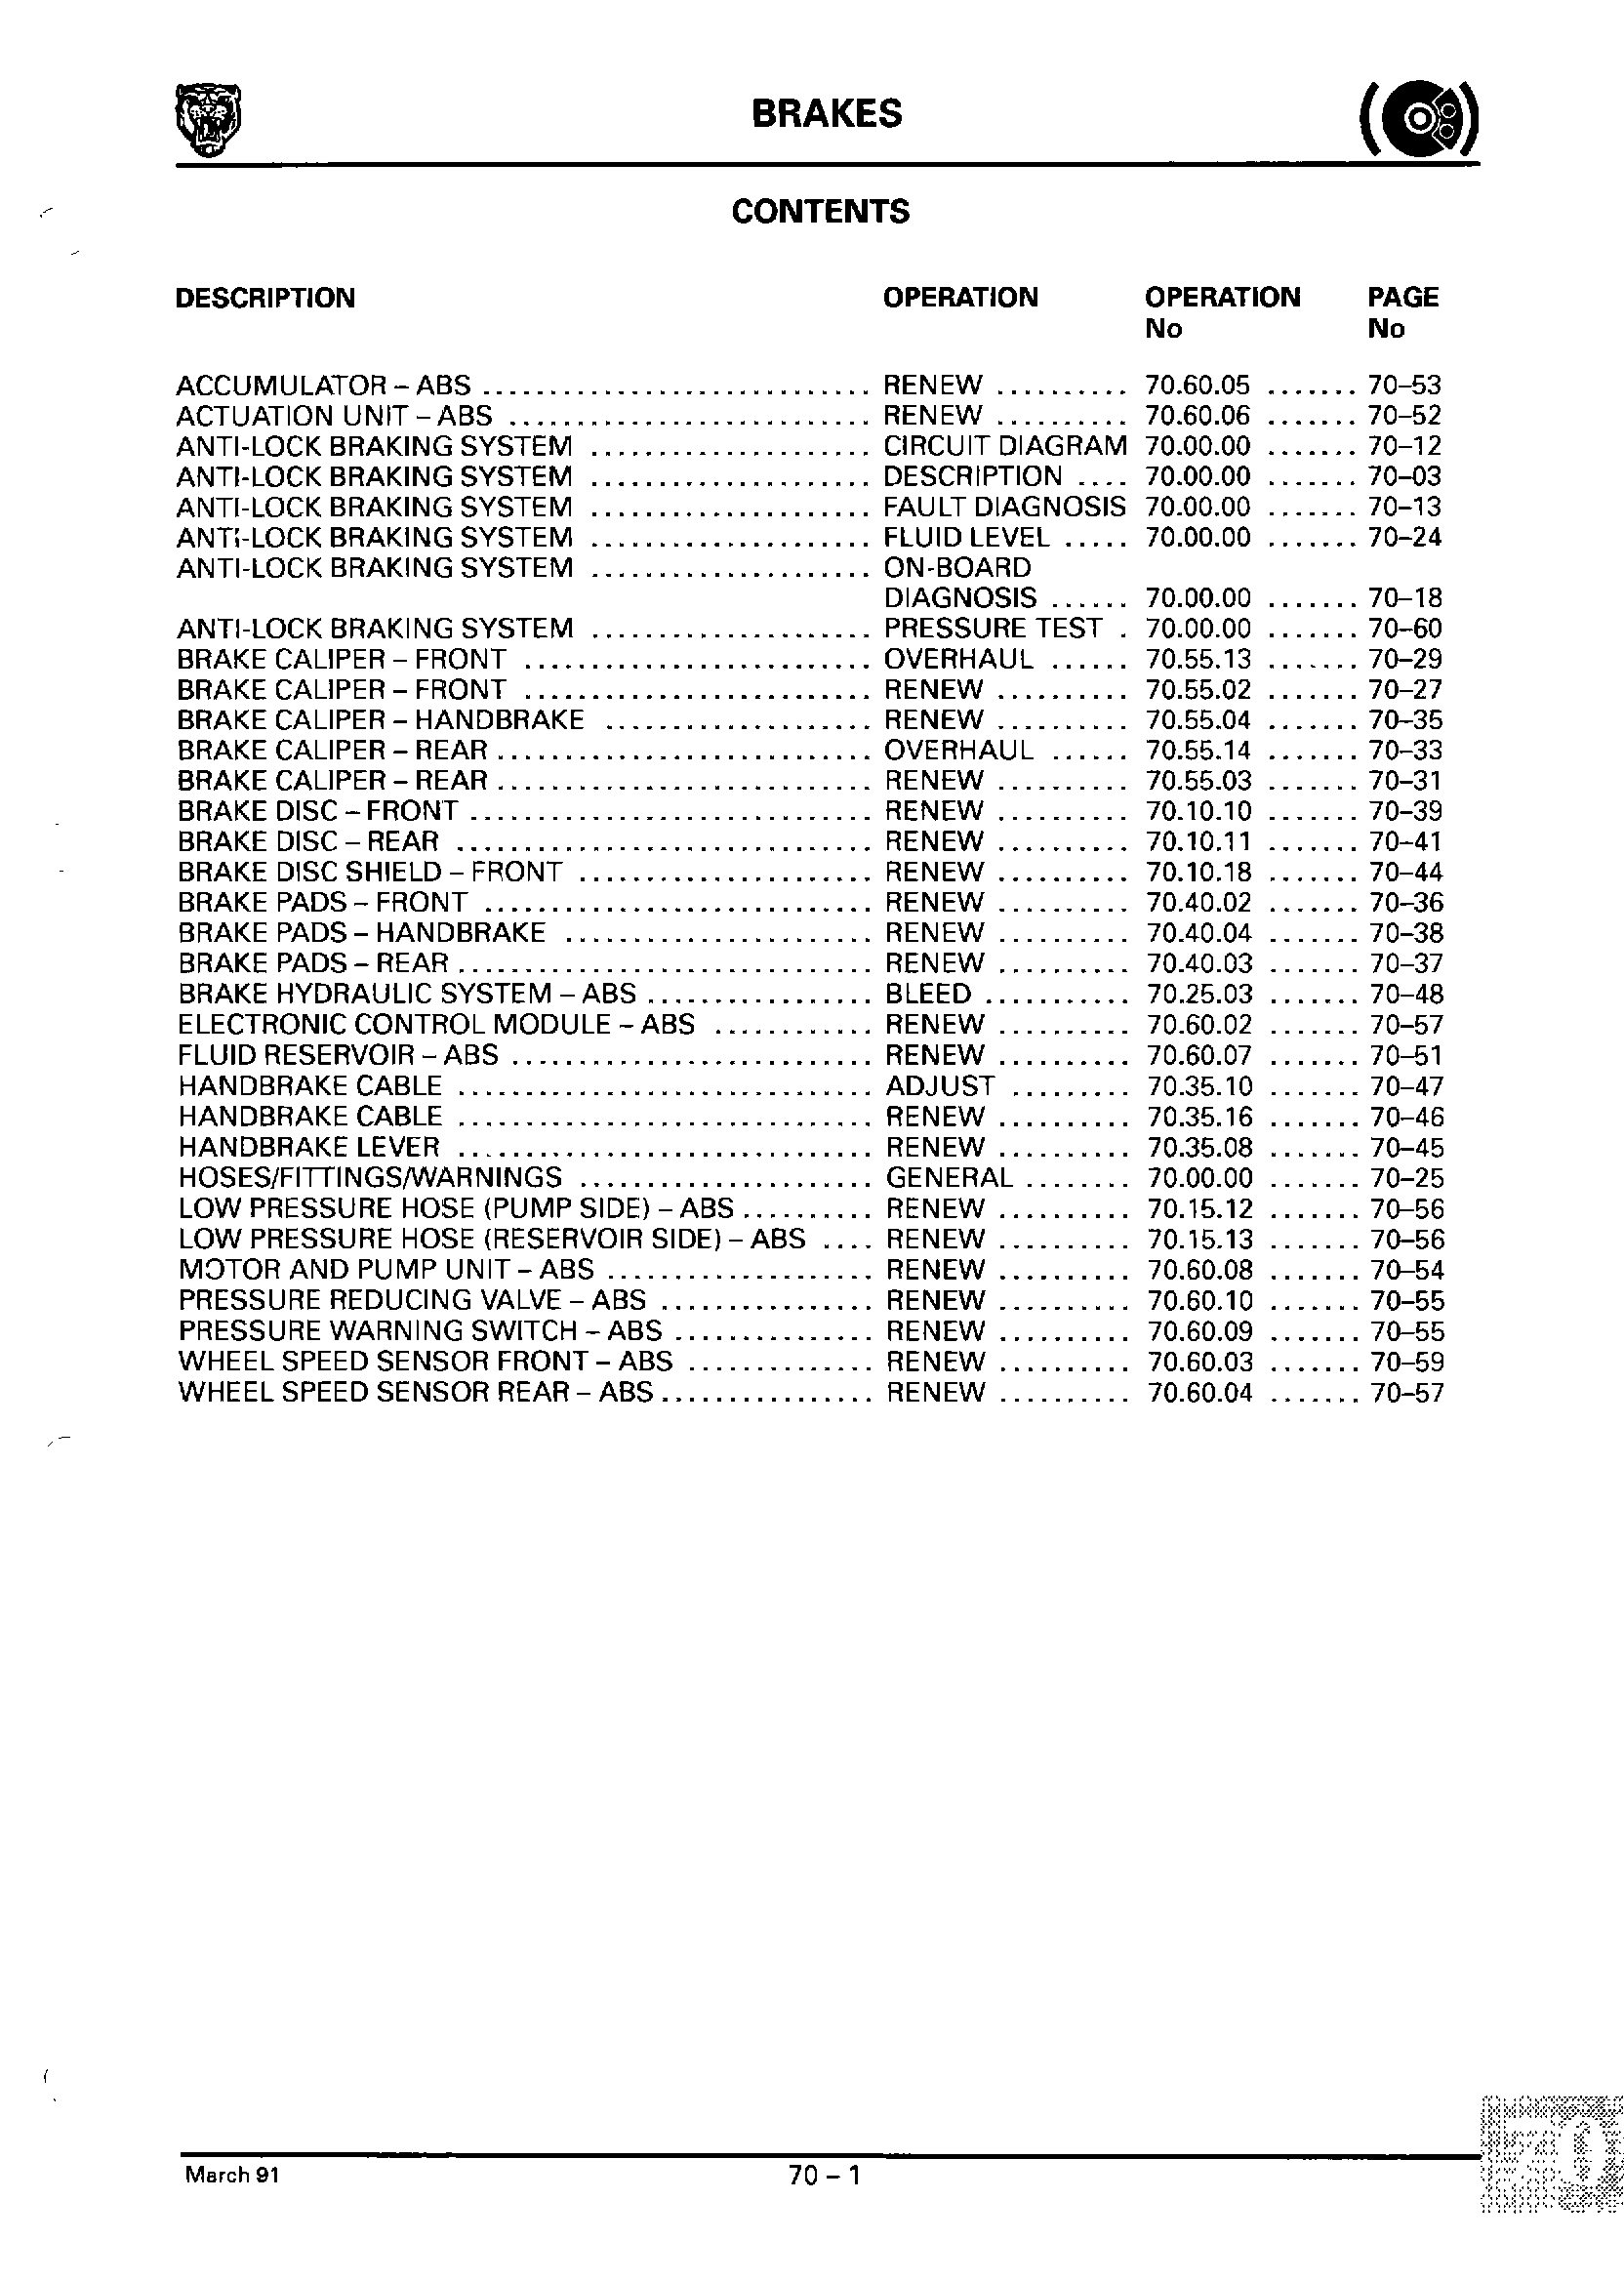 BRAKES
CONTENTS
DESCRIPTION OPERATION OPERATION PAGE
No No
ACCUMULATOR – ABS ............................. RENEW .......... 70.60.05 ....... 70–53
ACTUATION UNIT – ABS ........................... RENEW .......... 70.60.06 ....... 70–52
ANTI-LOCK BRAKING SYSTEM ..................... CIRCUIT DIAGRAM 70.00.00 ....... 70–12
ANTI-LOCK BRAKING SYSTEM ..................... DESCRIPTION .... 70.00.00 ....... 70–03
ANTI-LOCK BRAKING SYSTEM ..................... FAULT DIAGNOSIS 70.00.00 ....... 70–13
ANTI-LOCK BRAKING SYSTEM ..................... FLUID LEVEL ..... 70.00.00 ....... 70–24
ANTI-LOCK BRAKING SYSTEM ..................... ON-BOARD
DIAGNOSIS ...... 70.00.00 ....... 70–18
ANTI-LOCK BRAKING SYSTEM ..................... PRESSURE TEST . 70.00.00 ....... 70–60
BRAKE CALIPER – FRONT .......................... OVERHAUL ...... 70.55.13 ....... 70–29
BRAKE CALIPER – FRONT .......................... RENEW .......... 70.55.02 ....... 70–27
BRAKE CALIPER – HANDBRAKE .................... RENEW .......... 70.55.04 ....... 70–35
BRAKE CALIPER – REAR ............................ OVERHAUL ...... 70.55.14 ....... 70–33
BRAKE CALIPER – REAR ............................ RENEW .......... 70.55.03 ....... 70–31
BRAKE DISC – FRONT .............................. RENEW .......... 70.10.10 ....... 70–39
BRAKE DISC – REAR ............................... RENEW .......... 70.10.11 ....... 70–41
BRAKE DISC SHIELD – FRONT ...................... RENEW .......... 70.10.18 ....... 70–44
BRAKE PADS – FRONT ............................. RENEW .......... 70.40.02 ....... 70–36
BRAKE PADS – HANDBRAKE ....................... RENEW .......... 70.40.04 ....... 70–38
BRAKE PADS – REAR ............................... RENEW .......... 70.40.03 ....... 70–37
BRAKE HYDRAULIC SYSTEM – ABS ................. BLEED ........... 70.25.03 ....... 70–48
ELECTRONIC CONTROL MODULE – ABS ............ RENEW .......... 70.60.02 ....... 70–57
FLUID RESERVOIR – ABS ........................... RENEW .......... 70.60.07 ....... 70–51
HANDBRAKE CABLE ............................... ADJUST ......... 70.35.10 ....... 70–47
HANDBRAKE CABLE ............................... RENEW .......... 70.35.16 ....... 70–46
HANDBRAKE LEVER ............................... RENEW .......... 70.35.08 ....... 70–45
HOSES/FITTINGS/WARNINGS ...................... GENERAL ........ 70.00.00 ....... 70–25
LOW PRESSURE HOSE (PUMP SIDE) – ABS .......... RENEW .......... 70.15.12 ....... 70–56
LOW PRESSURE HOSE (RESERVOIR SIDE) – ABS .... RENEW .......... 70.15.13 ....... 70–56
MOTOR AND PUMP UNIT – ABS .................... RENEW .......... 70.60.08 ....... 70–54
PRESSURE REDUCING VALVE – ABS ................ RENEW .......... 70.60.10 ....... 70–55
PRESSURE WARNING SWITCH – ABS ............... RENEW .......... 70.60.09 ....... 70–55
WHEEL SPEED SENSOR FRONT – ABS .............. RENEW .......... 70.60.03 ....... 70–59
WHEEL SPEED SENSOR REAR – ABS ................ RENEW .......... 70.60.04 ....... 70–57
March 91 70 – 1